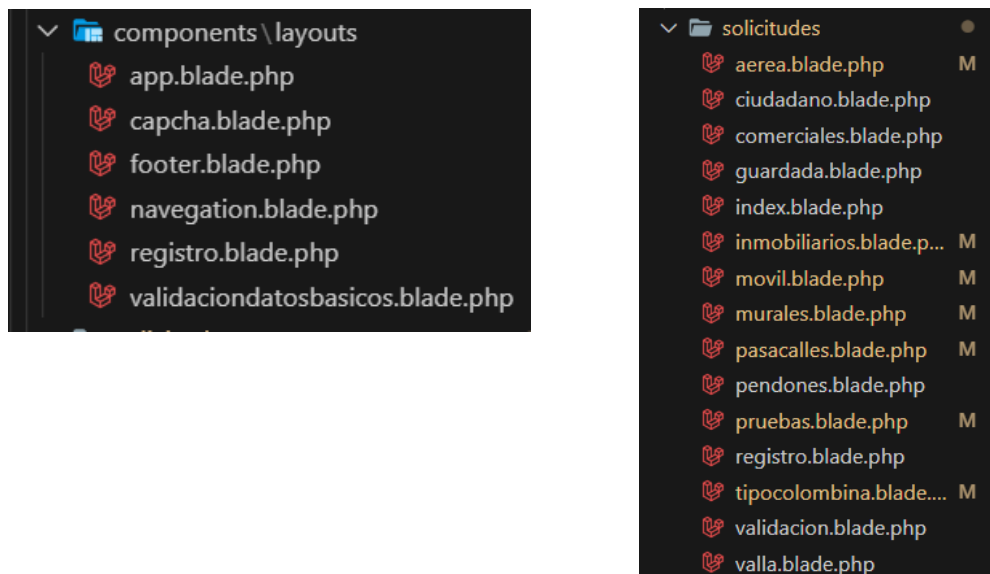 components\layouts
app.blade.php
capcha.blade.php
footer.blade.php
navegation.blade.php
registro.blade.php
validaciondatosbasicos.blade.php
solicitudes
aerea.blade.php M
ciudadano.blade.php
comerciales.blade.php
guardada.blade.php
index.blade.php
inmobiliarios.blade.p... M
movil.blade.php M
murales.blade.php M
pasacalles.blade.php M
pendones.blade.php
pruebas.blade.php M
registro.blade.php
tipocolombina.blade.... M
validacion.blade.php
valla.blade.php